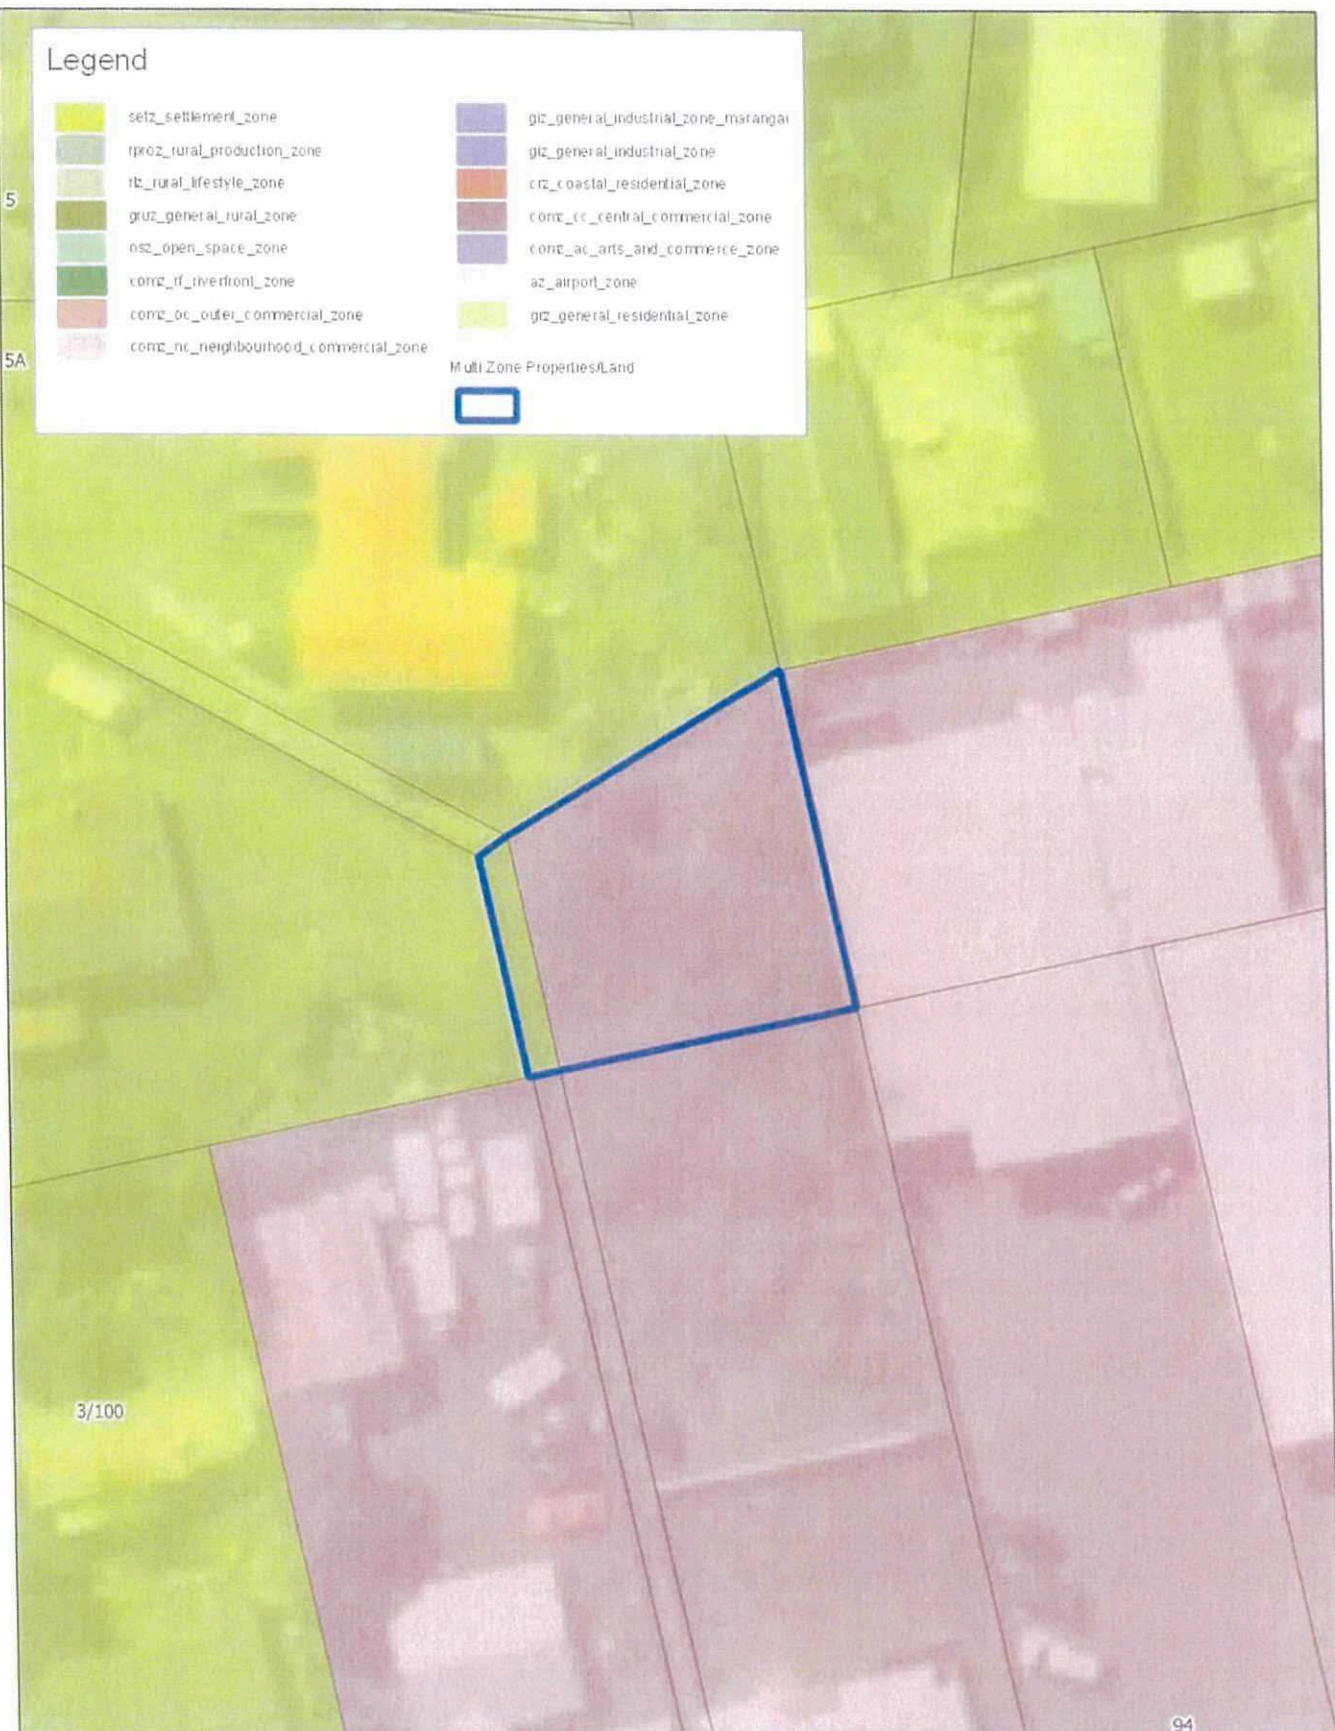 Legend
setz_settlement_zone
rproz_rural_production_zone
rlz_rural_lifestyle_zone
gruz_general_rural_zone
osz_open_space_zone
comz_rf_riverfront_zone
comz_oc_outer_commercial_zone
comz_nc_neighbourhood_commercial_zone
giz_general_industrial_zone_marangai
giz_general_industrial_zone
crz_coastal_residential_zone
comz_cc_central_commercial_zone
comz_ac_arts_and_commerce_zone
az_airport_zone
grz_general_residential_zone
Multi Zone Properties/Land
5
5A
3/100
94